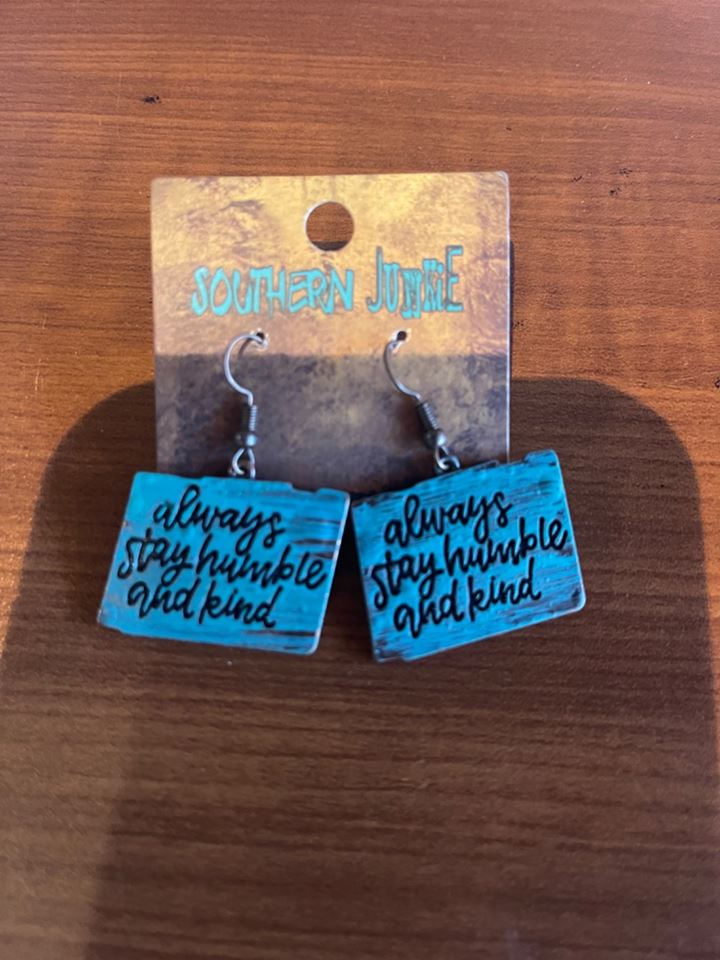 SOUTHERN JUNKIE
always
stay humble
and kind
always
stay humble
and kind